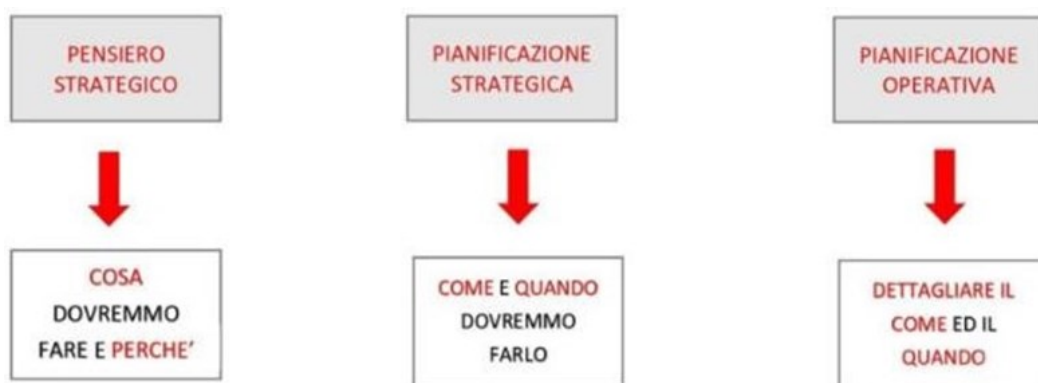 PENSIERO
STRATEGICO
PIANIFICAZIONE
STRATEGICA
PIANIFICAZIONE
OPERATIVA
COSA
DOVREMMO
FARE E PERCHE'
COME E QUANDO
DOVREMMO
FARLO
DETTAGLIARE IL
COME ED IL
QUANDO